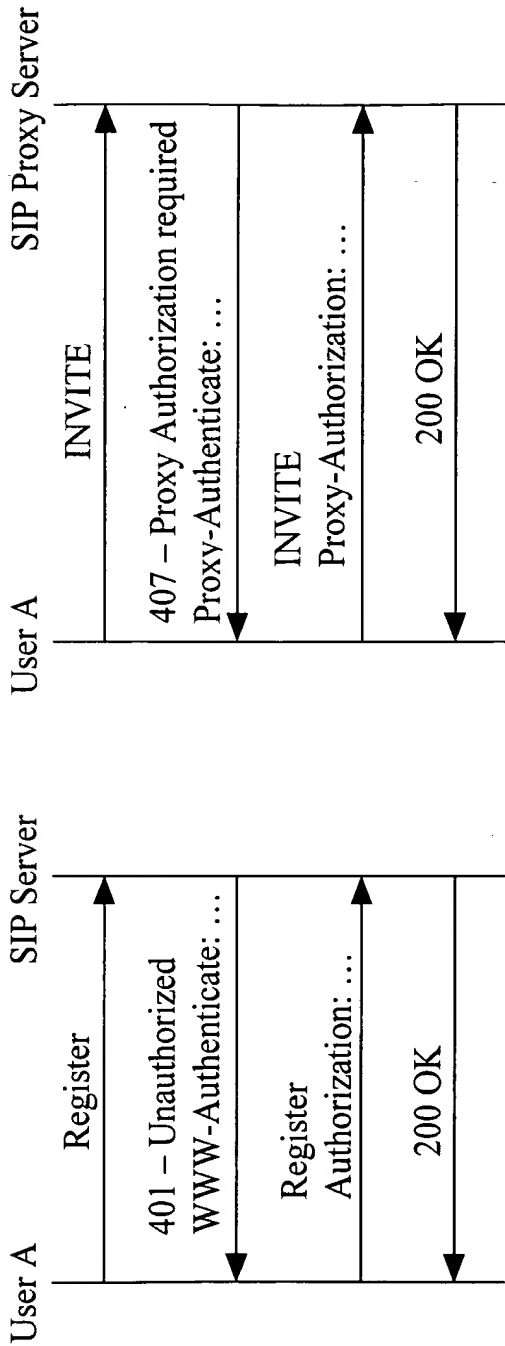 User A
SIP Server
Register
401 – Unauthorized
WWW-Authenticate: ...
Register
Authorization: ...
200 OK
User A
SIP Proxy Server
INVITE
407 – Proxy Authorization required
Proxy-Authenticate: ...
INVITE
Proxy-Authorization: ...
200 OK